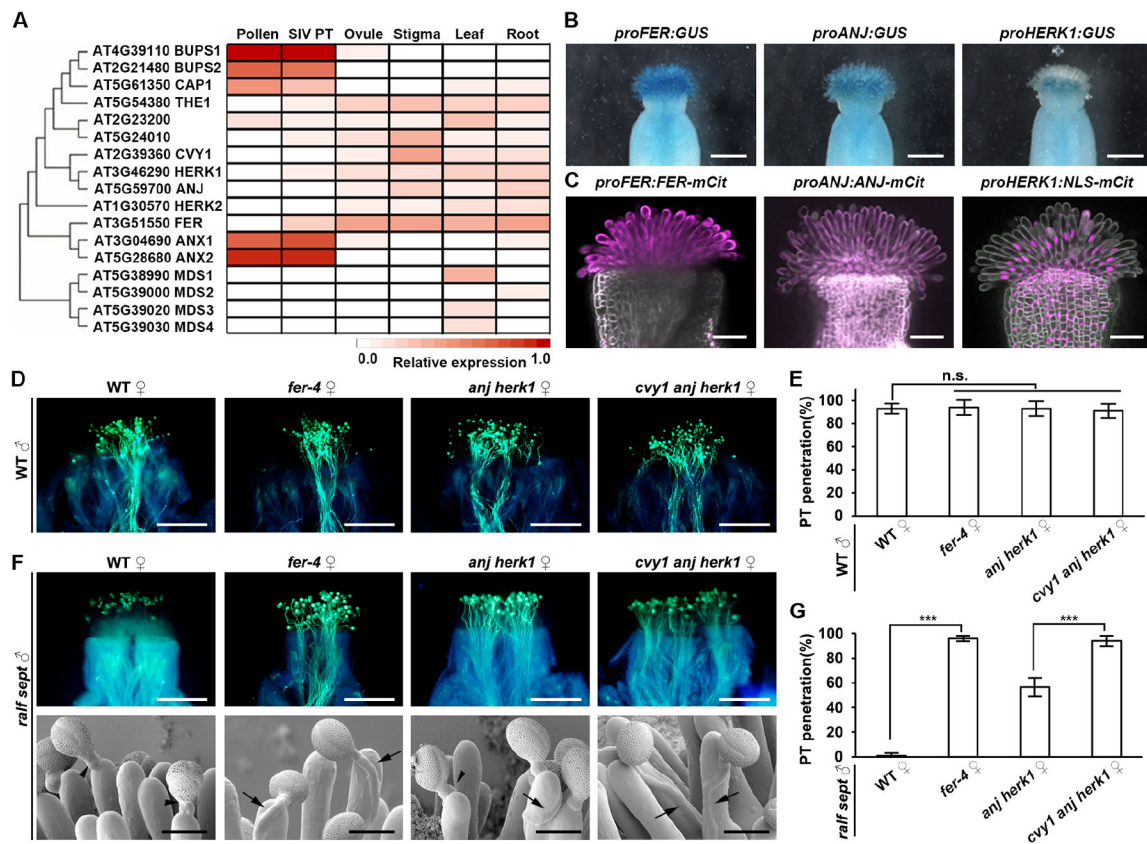 A
Pollen SIV PT Ovule Stigma Leaf Root
AT4G39110 BUPS1
AT2G21480 BUPS2
AT5G61350 CAP1
AT5G54380 THE1
AT2G23200
AT5G24010
AT2G39360 CVY1
AT3G46290 HERK1
AT5G59700 ANJ
AT1G30570 HERK2
AT3G51550 FER
AT3G04690 ANX1
AT5G28680 ANX2
AT5G38990 MDS1
AT5G39000 MDS2
AT5G39020 MDS3
AT5G39030 MDS4
0.0 Relative expression 1.0
B
proFER:GUS proANJ:GUS proHERK1:GUS
C
proFER:FER-mCit proANJ:ANJ-mCit proHERK1:NLS-mCit
D
WT ♀ fer-4 ♀ anj herk1 ♀ cvy1 anj herk1 ♀
WT ♂
E
n.s.
PT penetration(%)
100
80
60
40
20
0
WT ♀ fer-4 ♀ anj herk1 ♀ cvy1 anj herk1 ♀
WT ♂
F
WT ♀ fer-4 ♀ anj herk1 ♀ cvy1 anj herk1 ♀
ralf sept ♂
G
*** ***
PT penetration(%)
100
80
60
40
20
0
WT ♀ fer-4 ♀ anj herk1 ♀ cvy1 anj herk1 ♀
ralf sept ♂